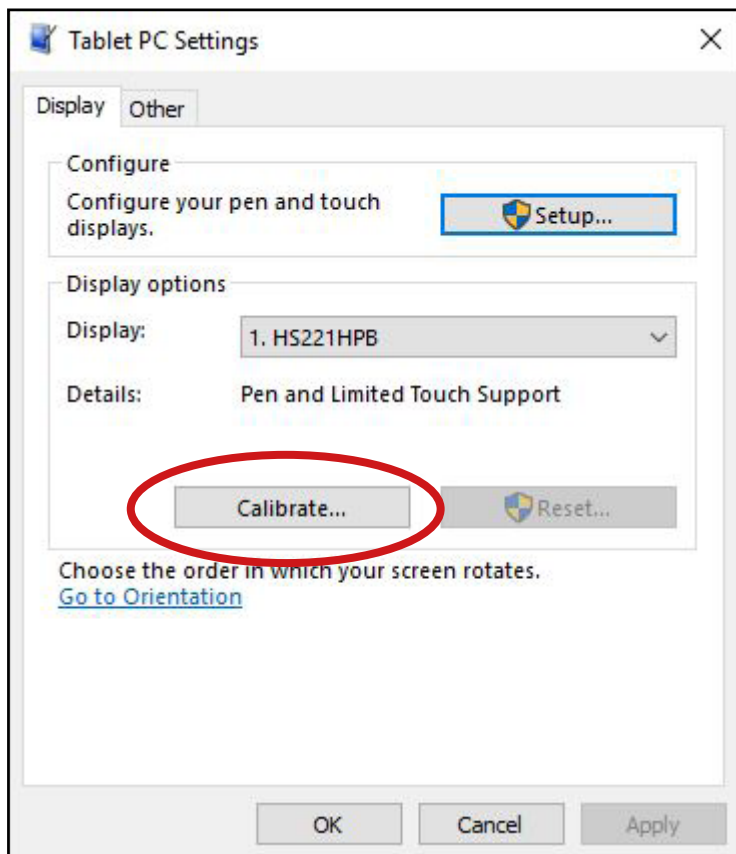 Tablet PC Settings
Display
Other
Configure
Configure your pen and touch
displays.
Setup...
Display options
Display:
1. HS221HPB
Details:
Pen and Limited Touch Support
Calibrate...
Reset...
Choose the order in which your screen rotates.
Go to Orientation
OK
Cancel
Apply